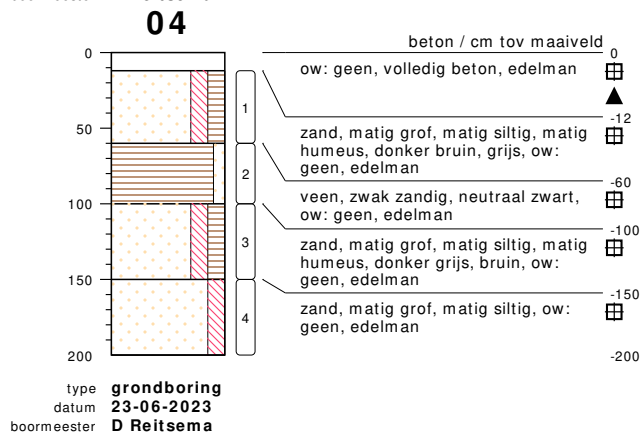 04
beton / cm tov maaiveld
0
0
ow: geen, volledig beton, edelman
-12
1
50
zand, matig grof, matig siltig, matig
humeus, donker bruin, grijs, ow:
geen, edelman
-60
2
veen, zwak zandig, neutraal zwart,
ow: geen, edelman
100
-100
3
zand, matig grof, matig siltig, matig
humeus, donker grijs, bruin, ow:
geen, edelman
150
-150
4
zand, matig grof, matig siltig, ow:
geen, edelman
200
-200
type grondboring
datum 23-06-2023
boormeester D Reitsema